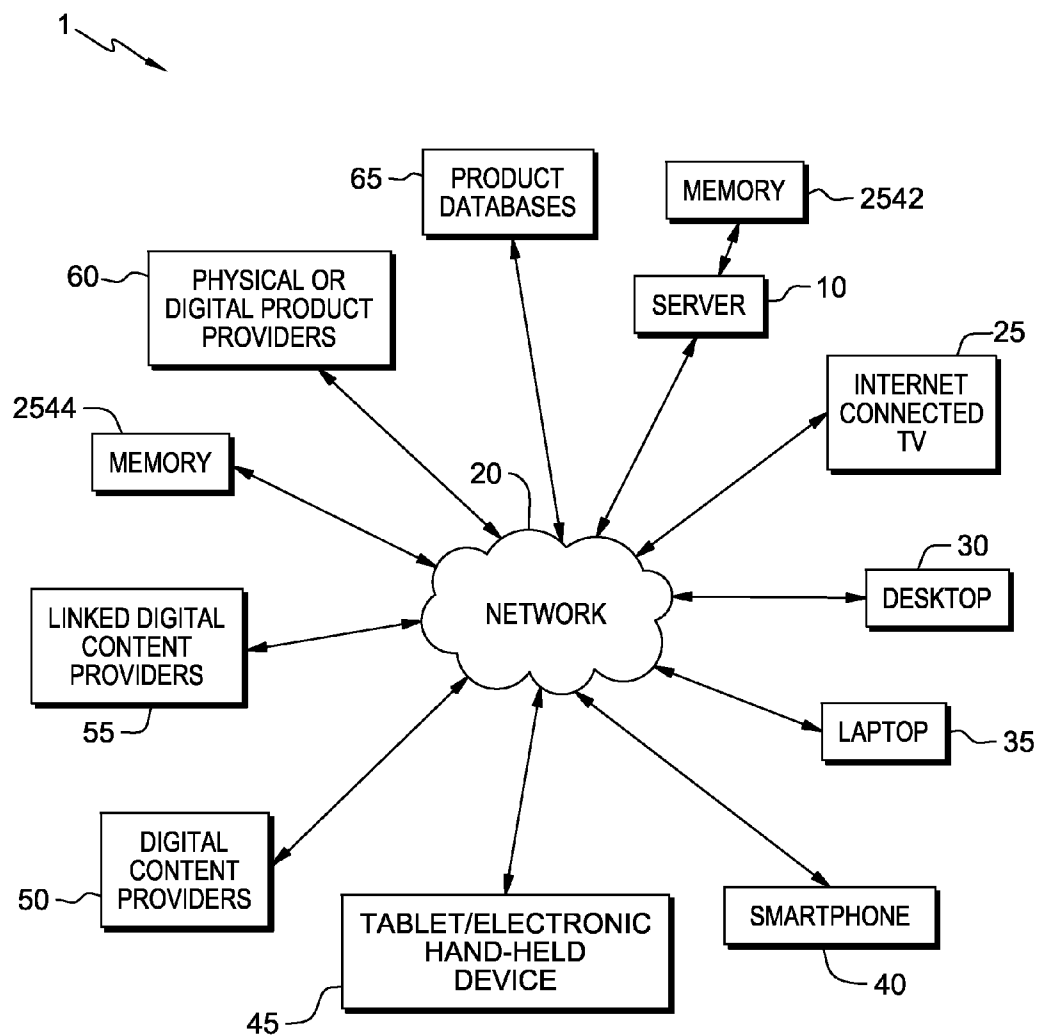 1
65
PRODUCT
DATABASES
MEMORY
2542
60
PHYSICAL OR
DIGITAL PRODUCT
PROVIDERS
SERVER
10
25
INTERNET
CONNECTED
TV
2544
MEMORY
20
NETWORK
30
DESKTOP
LINKED DIGITAL
CONTENT
PROVIDERS
55
LAPTOP
35
DIGITAL
CONTENT
PROVIDERS
50
TABLET/ELECTRONIC
HAND-HELD
DEVICE
45
SMARTPHONE
40